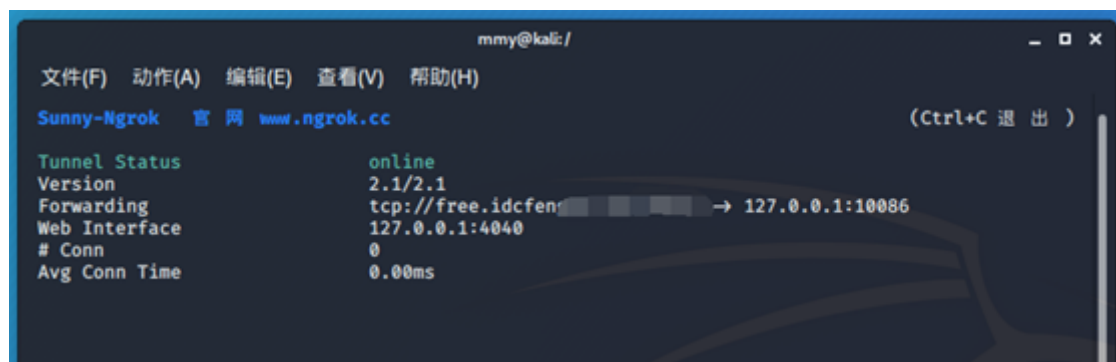 mmy@kali:/
文件(F) 动作(A) 编辑(E) 查看(V) 帮助(H)
Sunny-Ngrok 官 网 www.ngrok.cc (Ctrl+C 退 出 )
Tunnel Status online
Version 2.1/2.1
Forwarding tcp://free.idcfen → 127.0.0.1:10086
Web Interface 127.0.0.1:4040
# Conn 0
Avg Conn Time 0.00ms